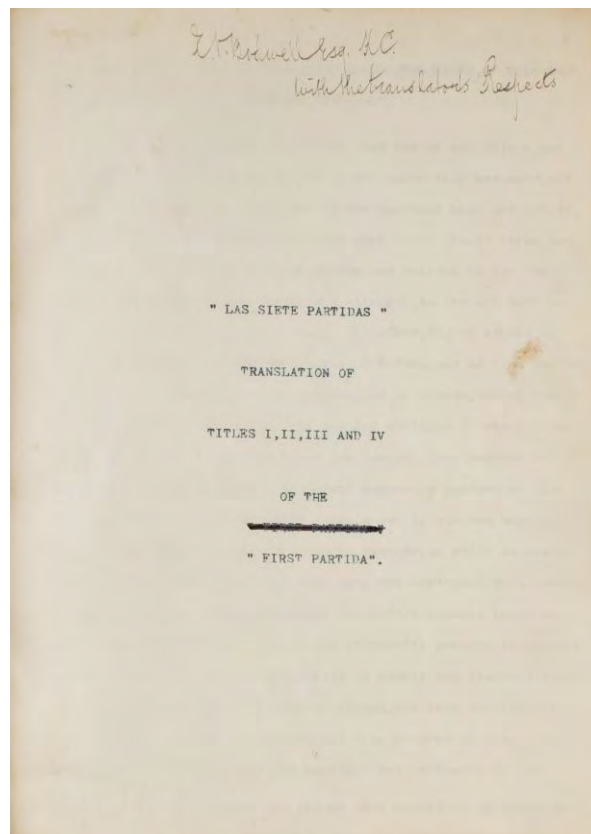 E. V. Bodwell Esq. K.C.
with the translator's Respects
" LAS SIETE PARTIDAS "
TRANSLATION OF
TITLES I,II,III AND IV
OF THE
" FIRST PARTIDA".